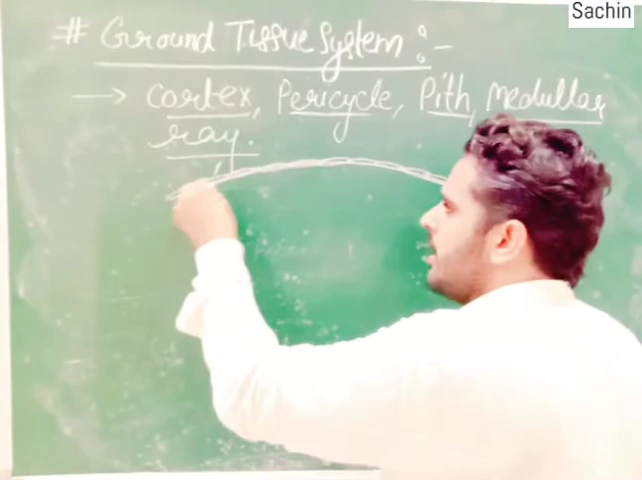 Sachin
# Ground Tissue System :-
→ Cortex, Pericycle, Pith, Medullar
ray.